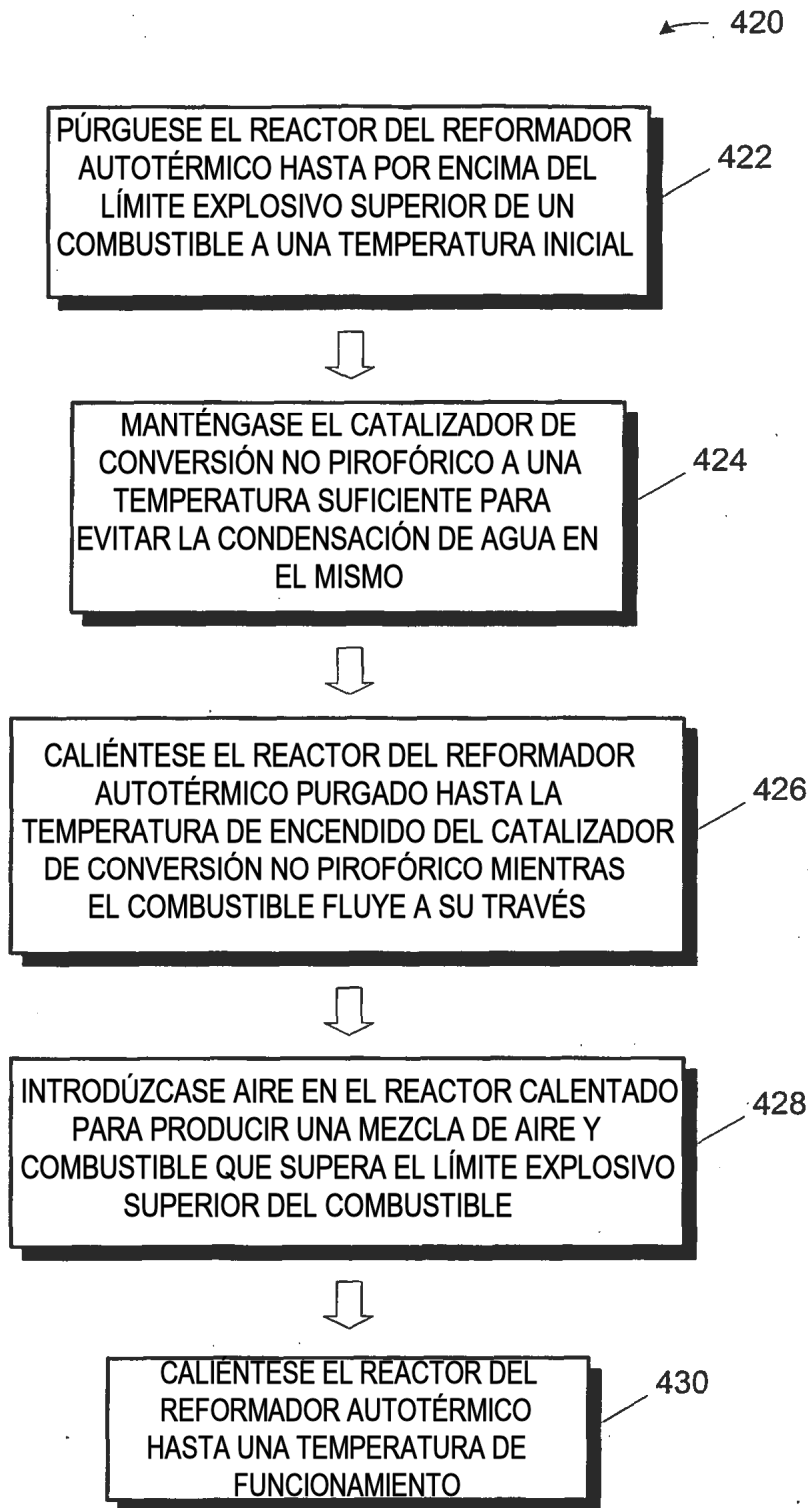 420
PÚRGUESE EL REACTOR DEL REFORMADOR
AUTOTÉRMICO HASTA POR ENCIMA DEL
LÍMITE EXPLOSIVO SUPERIOR DE UN
COMBUSTIBLE A UNA TEMPERATURA INICIAL
422
MANTÉNGASE EL CATALIZADOR DE
CONVERSIÓN NO PIROFÓRICO A UNA
TEMPERATURA SUFICIENTE PARA
EVITAR LA CONDENSACIÓN DE AGUA EN
EL MISMO
424
CALIÉNTESE EL REACTOR DEL REFORMADOR
AUTOTÉRMICO PURGADO HASTA LA
TEMPERATURA DE ENCENDIDO DEL CATALIZADOR
DE CONVERSIÓN NO PIROFÓRICO MIENTRAS
EL COMBUSTIBLE FLUYE A SU TRAVÉS
426
INTRODÚZCASE AIRE EN EL REACTOR CALENTADO
PARA PRODUCIR UNA MEZCLA DE AIRE Y
COMBUSTIBLE QUE SUPERA EL LÍMITE EXPLOSIVO
SUPERIOR DEL COMBUSTIBLE
428
CALIÉNTESE EL REACTOR DEL
REFORMADOR AUTOTÉRMICO
HASTA UNA TEMPERATURA DE
FUNCIONAMIENTO
430